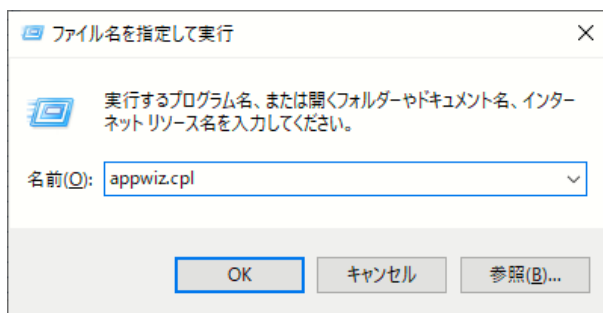 ファイル名を指定して実行
実行するプログラム名、または開くフォルダーやドキュメント名、インター
ネット リソース名を入力してください。
名前(O): appwiz.cpl
OK キャンセル 参照(B)...